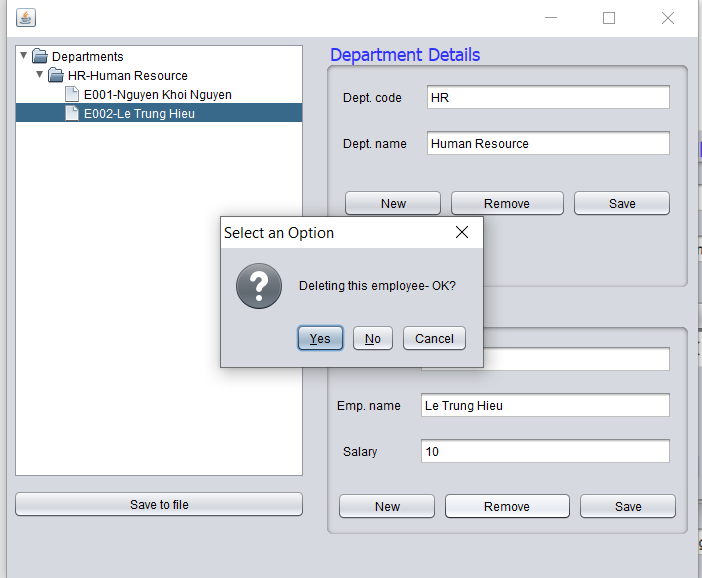 Departments
HR-Human Resource
E001-Nguyen Khoi Nguyen
E002-Le Trung Hieu
Save to file
Department Details
Dept. code
HR
Dept. name
Human Resource
New
Remove
Save
Select an Option
Deleting this employee- OK?
Yes
No
Cancel
Emp. name
Le Trung Hieu
Salary
10
New
Remove
Save